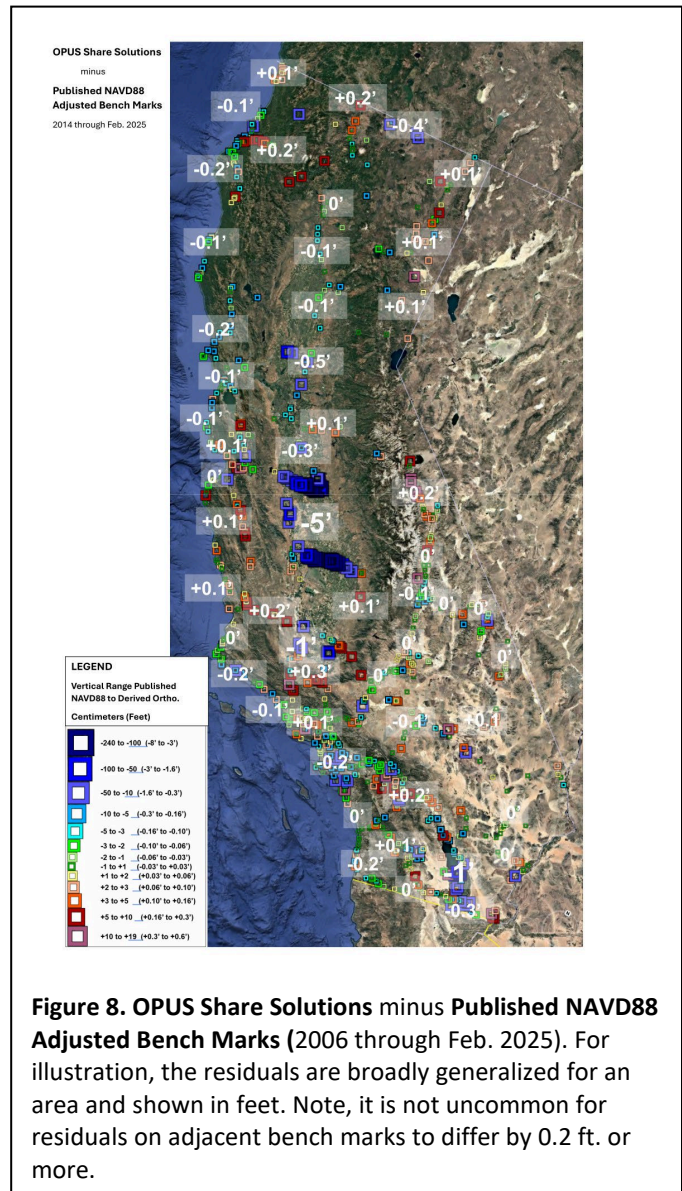 OPUS Share Solutions
minus
Published NAVD88
Adjusted Bench Marks
2014 through Feb. 2025
+0.1'
-0.1'
+0.2'
-0.4'
+0.2'
-0.2'
+0.1'
0'
-0.1'
-0.1'
+0.1'
-0.1'
+0.1'
-0.2'
-0.5'
-0.1'
-0.1'
+0.1'
+0.1'
-0.3'
0'
+0.2'
+0.1'
-5'
0'
+0.1'
-0.1'
+0.2'
+0.1'
0'
0'
0'
-1'
0'
-0.2'
+0.3'
0'
0'
-0.1'
+0.1'
-0.1'
+0.1'
-0.2'
+0.2'
0'
0'
+0.1'
0'
-0.2'
-1'
0'
-0.3'
LEGEND
Vertical Range Published
NAVD88 to Derived Ortho.
Centimeters (Feet)
-240 to -100 (-8' to -3')
-100 to -50 (-3' to -1.6')
-50 to -10 (-1.6' to -0.3')
-10 to -5 (-0.3' to -0.16')
-5 to -3 (-0.16' to -0.10')
-3 to -2 (-0.10' to -0.06')
-2 to -1 (-0.06' to -0.03')
-1 to +1 (-0.03' to +0.03')
+1 to +2 (+0.03' to +0.06')
+2 to +3 (+0.06' to +0.10')
+3 to +5 (+0.10' to +0.16')
+5 to +10 (+0.16' to +0.3')
+10 to +19 (+0.3' to +0.6')
Figure 8. OPUS Share Solutions minus Published NAVD88
Adjusted Bench Marks (2006 through Feb. 2025). For
illustration, the residuals are broadly generalized for an
area and shown in feet. Note, it is not uncommon for
residuals on adjacent bench marks to differ by 0.2 ft. or
more.